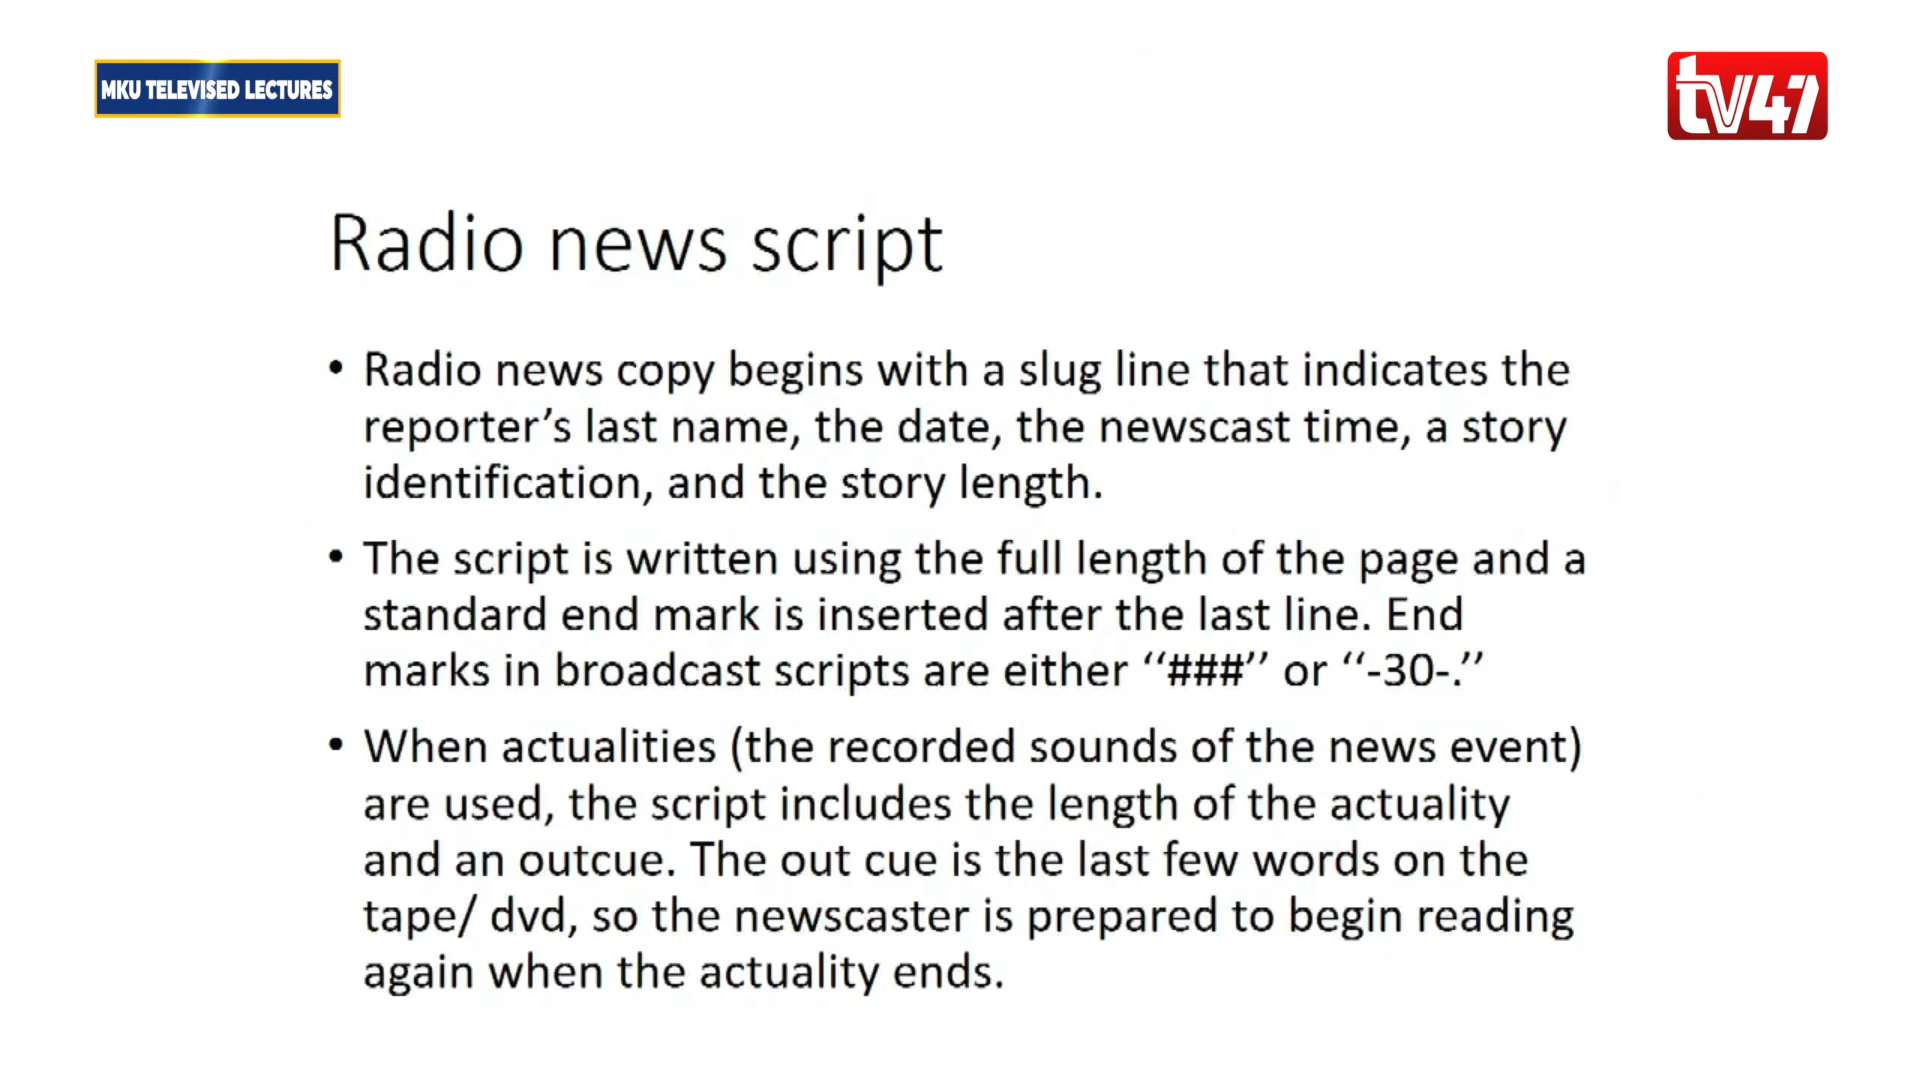 MKU TELEVISED LECTURES
tv47
Radio news script
• Radio news copy begins with a slug line that indicates the
reporter’s last name, the date, the newscast time, a story
identification, and the story length.
• The script is written using the full length of the page and a
standard end mark is inserted after the last line. End
marks in broadcast scripts are either ‘‘###’’ or ‘‘-30-.’’
• When actualities (the recorded sounds of the news event)
are used, the script includes the length of the actuality
and an outcue. The out cue is the last few words on the
tape/ dvd, so the newscaster is prepared to begin reading
again when the actuality ends.